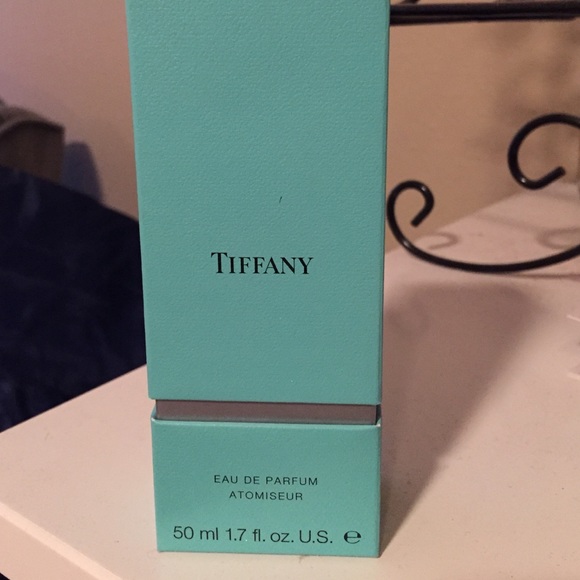 TIFFANY
EAU DE PARFUM
ATOMISEUR
50 ml 1.7 fl. oz. U.S. ℮